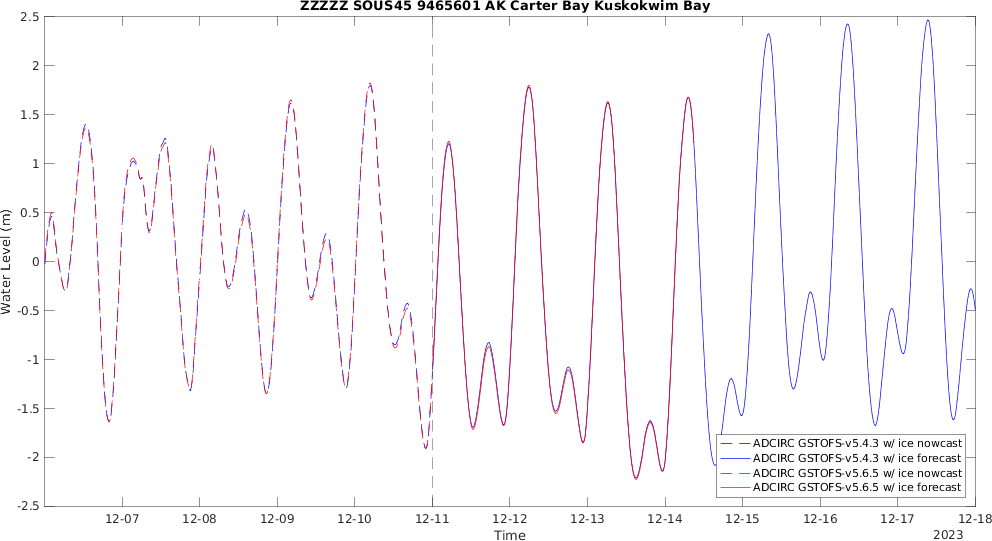 ZZZZZ SOUS45 9465601 AK Carter Bay Kuskokwim Bay
2.5
2
1.5
1
0.5
0
-0.5
-1
-1.5
-2
-2.5
Water Level (m)
ADCIRC GSTOFS-v5.4.3 w/ ice nowcast
ADCIRC GSTOFS-v5.4.3 w/ ice forecast
ADCIRC GSTOFS-v5.6.5 w/ ice nowcast
ADCIRC GSTOFS-v5.6.5 w/ ice forecast
12-07 12-08 12-09 12-10 12-11 12-12 12-13 12-14 12-15 12-16 12-17 12-18
Time
2023